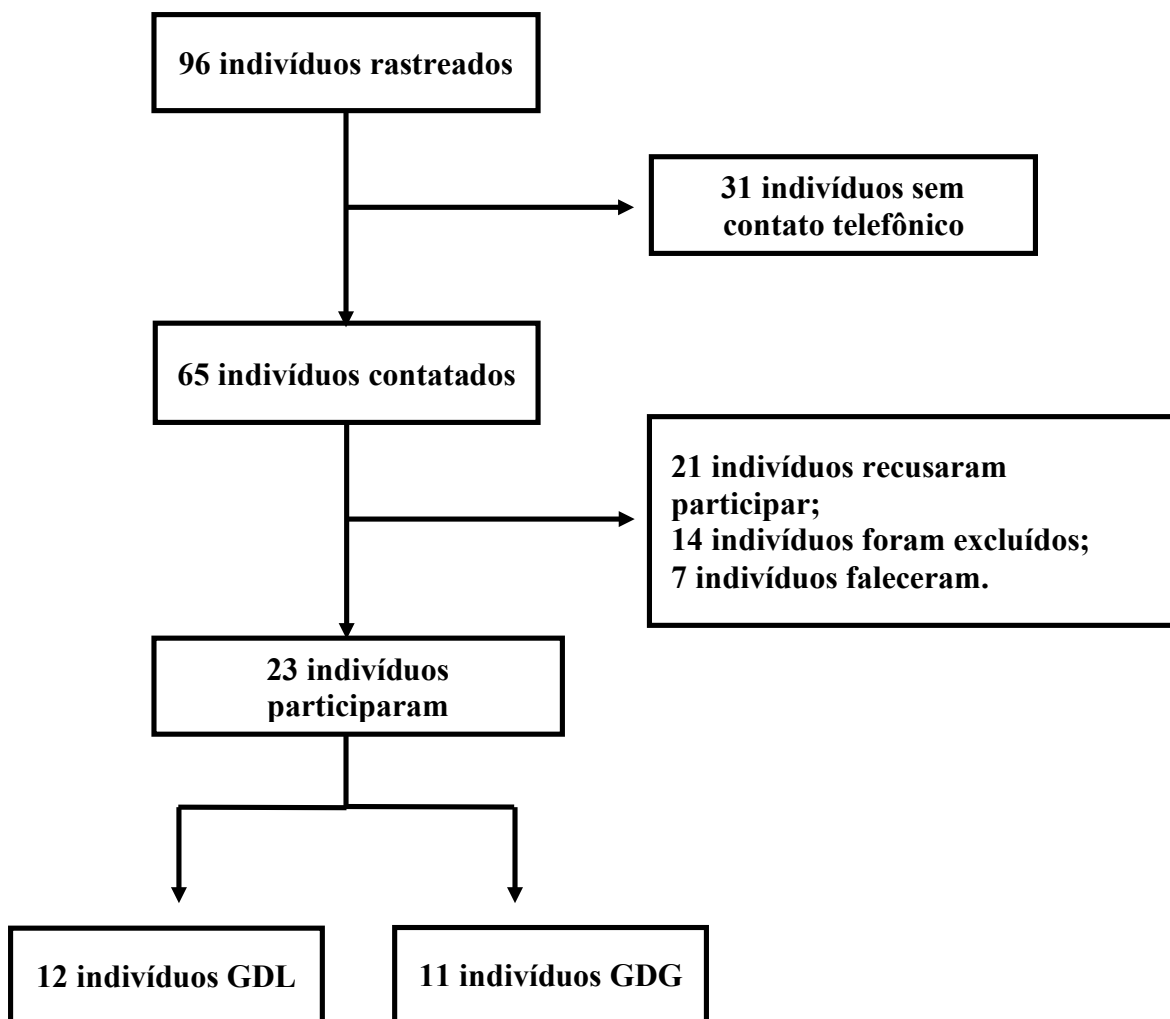 96 indivíduos rastreados
31 indivíduos sem
contato telefônico
65 indivíduos contatados
21 indivíduos recusaram
participar;
14 indivíduos foram excluídos;
7 indivíduos faleceram.
23 indivíduos
participaram
12 indivíduos GDL
11 indivíduos GDG